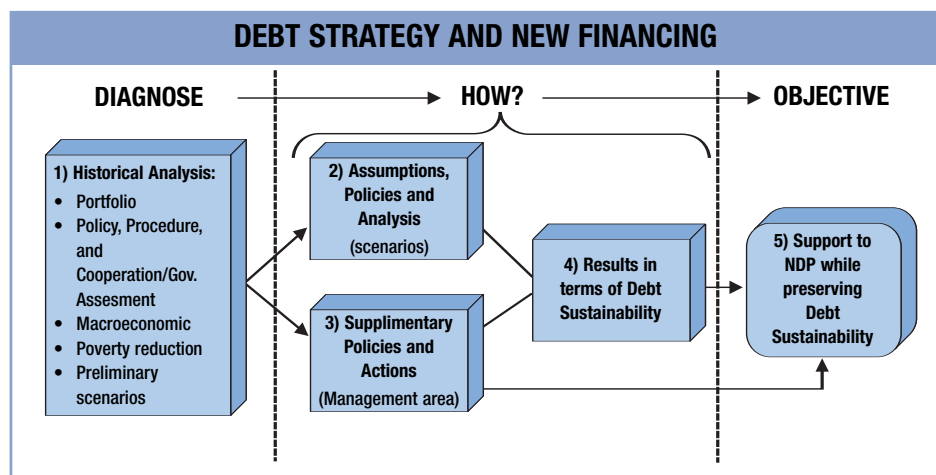 DEBT STRATEGY AND NEW FINANCING
DIAGNOSE
HOW?
OBJECTIVE
1) Historical Analysis:
• Portfolio
• Policy, Procedure,
and
Cooperation/Gov.
Assesment
• Macroeconomic
• Poverty reduction
• Preliminary
scenarios
2) Assumptions,
Policies and
Analysis
(scenarios)
3) Supplimentary
Policies and
Actions
(Management area)
4) Results in
terms of Debt
Sustainability
5) Support to
NDP while
preserving
Debt
Sustainability